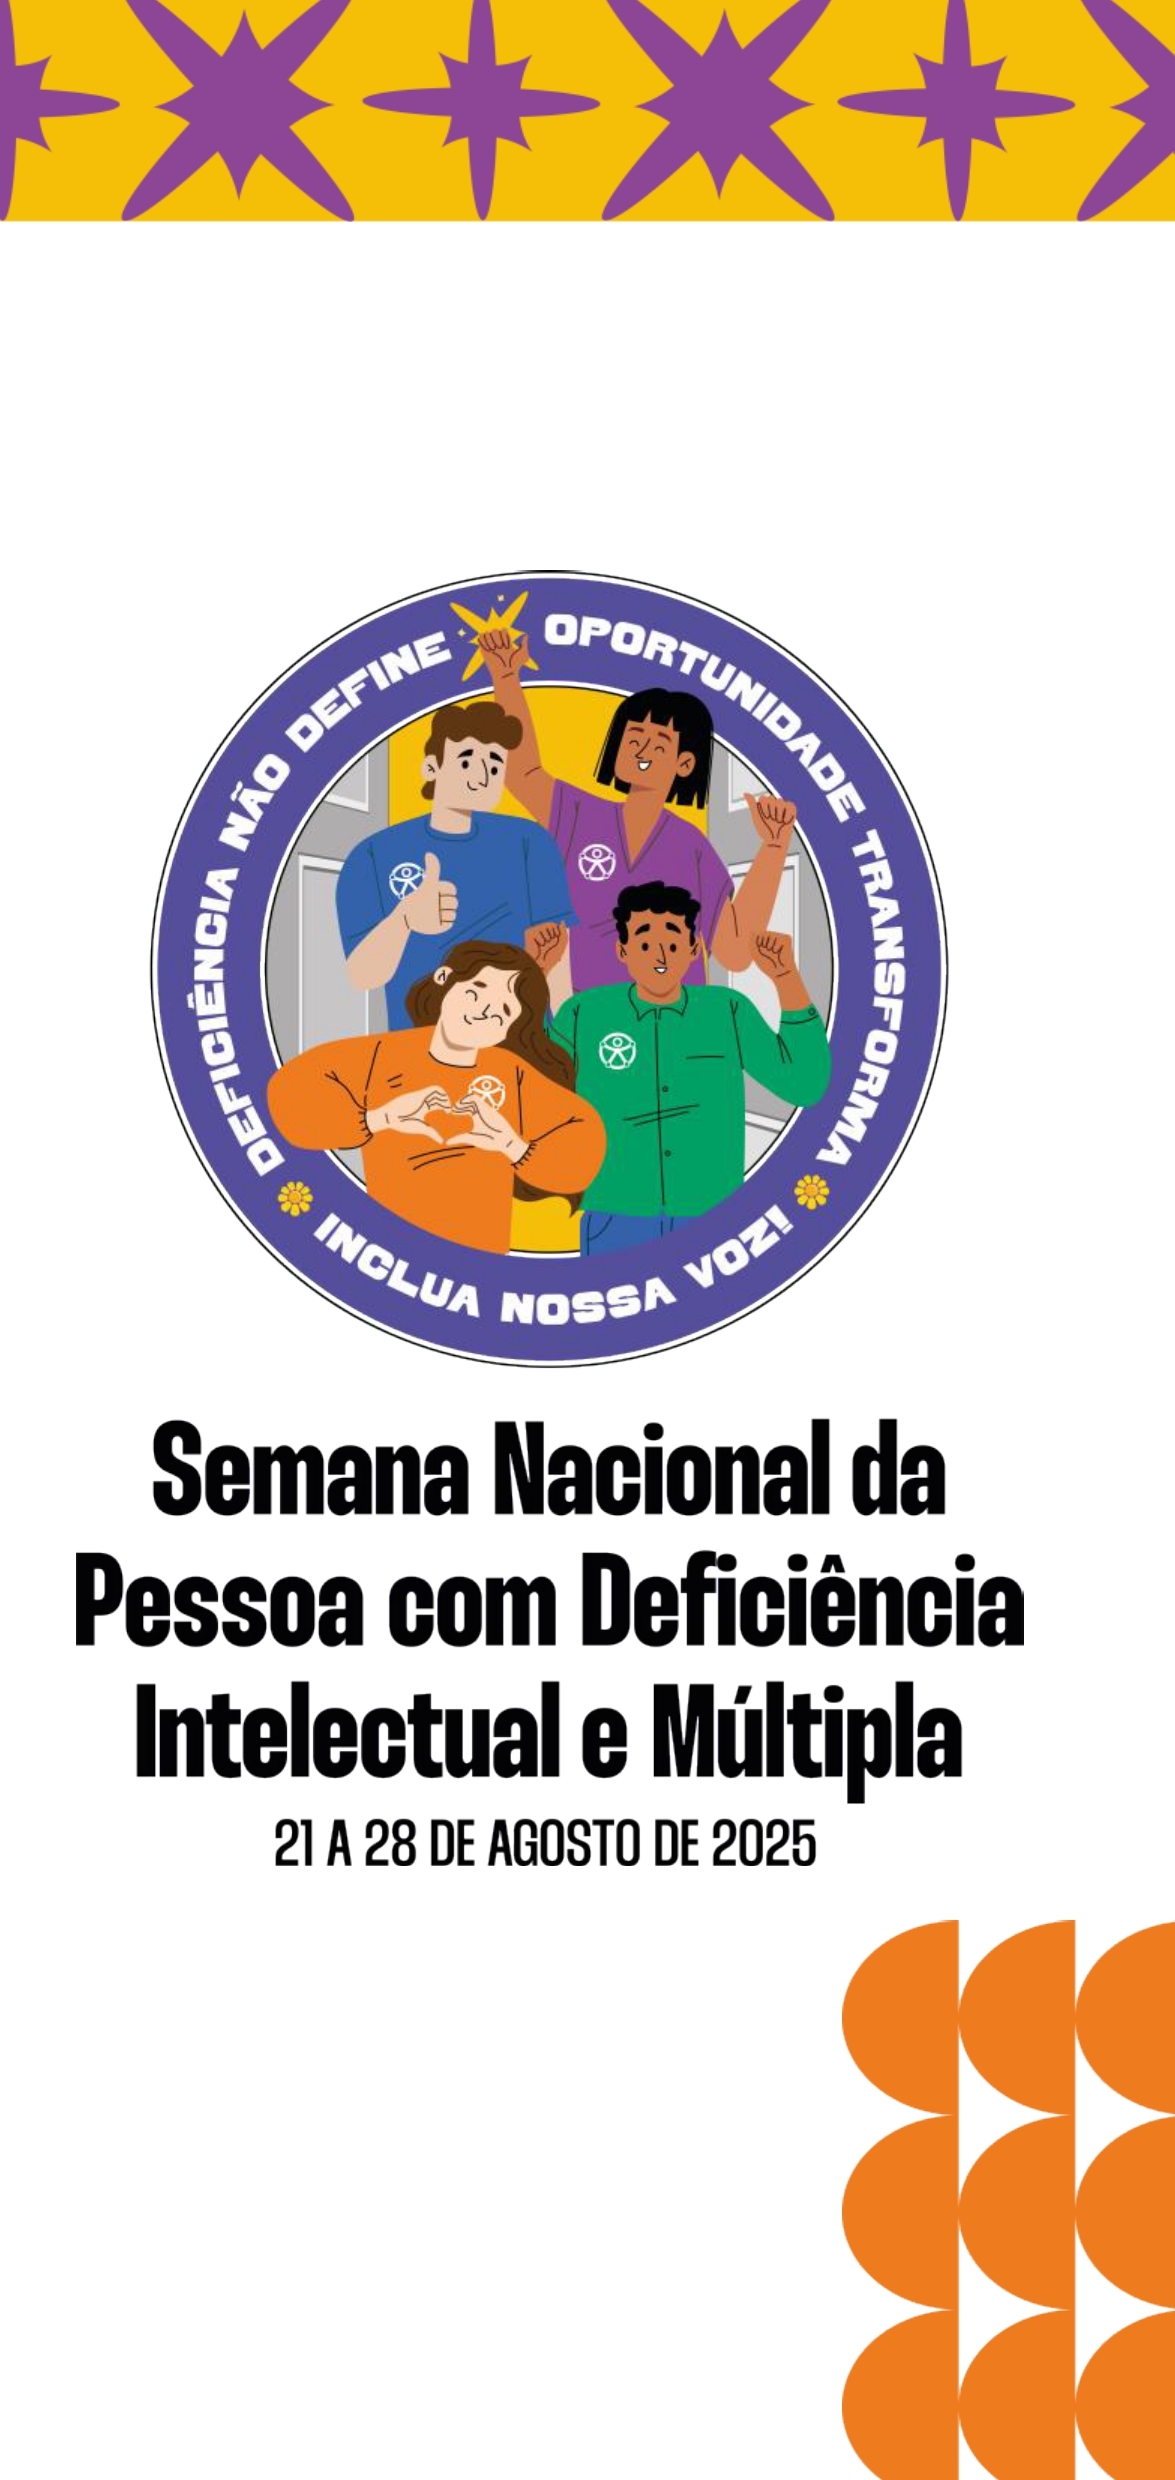 DEFICIÊNCIA NÃO DEFINE
OPORTUNIDADE TRANSFORMA
INCLUA NOSSA VOZ!
Semana Nacional da
Pessoa com Deficiência
Intelectual e Múltipla
21 A 28 DE AGOSTO DE 2025